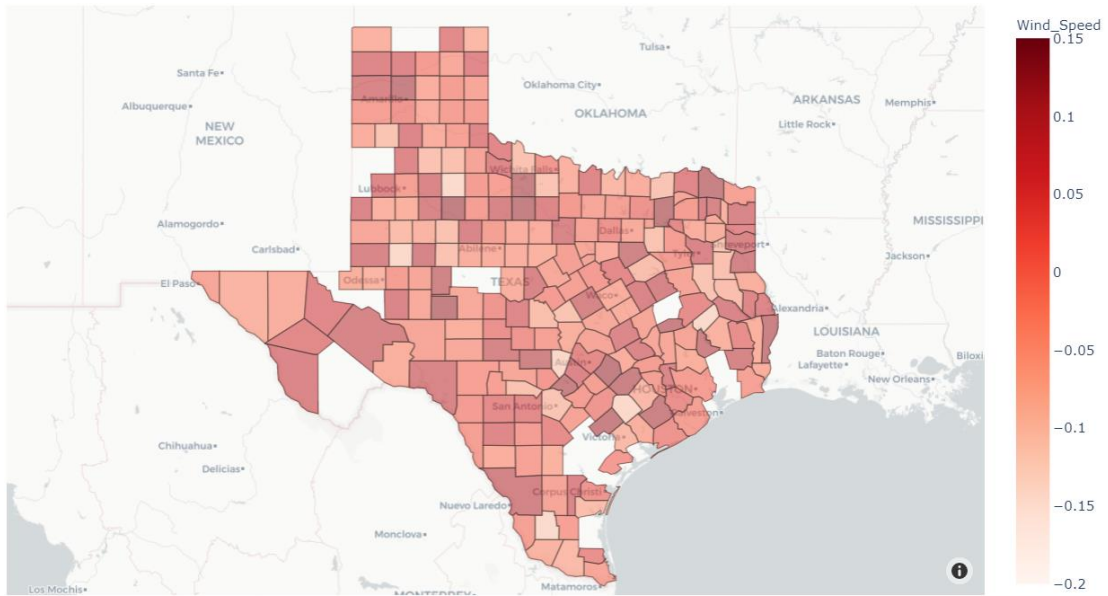 Wind_Speed
0.15
0.1
0.05
0
−0.05
−0.1
−0.15
−0.2
Tulsa
Santa Fe
Oklahoma City
Amarillo
ARKANSAS
Memphis
Albuquerque
OKLAHOMA
Little Rock
NEW
MEXICO
Wichita Falls
Lubbock
Alamogordo
Dallas
MISSISSIPPI
Carlsbad
Abilene
Tyler
Shreveport
Jackson
El Paso
Odessa
TEXAS
Waco
Alexandria
LOUISIANA
Austin
Baton Rouge
Biloxi
Lafayette
New Orleans
HOUSTON
San Antonio
Galveston
Chihuahua
Victoria
Delicias
Corpus Christi
Nuevo Laredo
Monclova
Los Mochis
MONTERREY
Matamoros
i